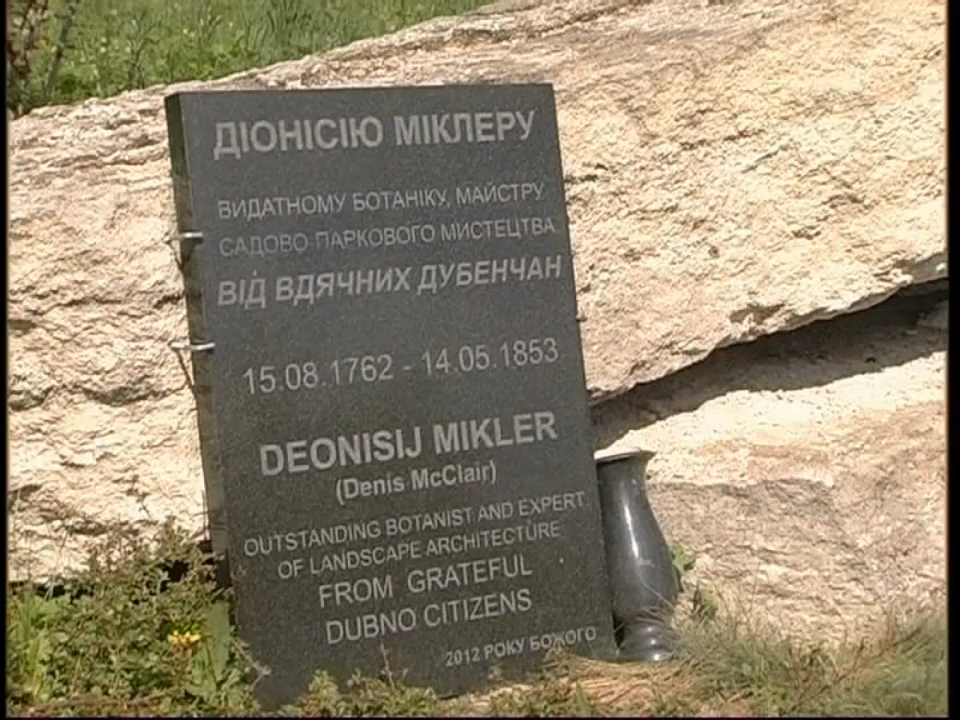 ДІОНІСІЮ МІКЛЕРУ
ВИДАТНОМУ БОТАНІКУ, МАЙСТРУ
САДОВО-ПАРКОВОГО МИСТЕЦТВА
ВІД ВДЯЧНИХ ДУБЕНЧАН
15.08.1762 - 14.05.1853
DEONISIJ MIKLER
(Denis McClair)
OUTSTANDING BOTANIST AND EXPERT
OF LANDSCAPE ARCHITECTURE
FROM GRATEFUL
DUBNO CITIZENS
2012 РОКУ БОЖОГО